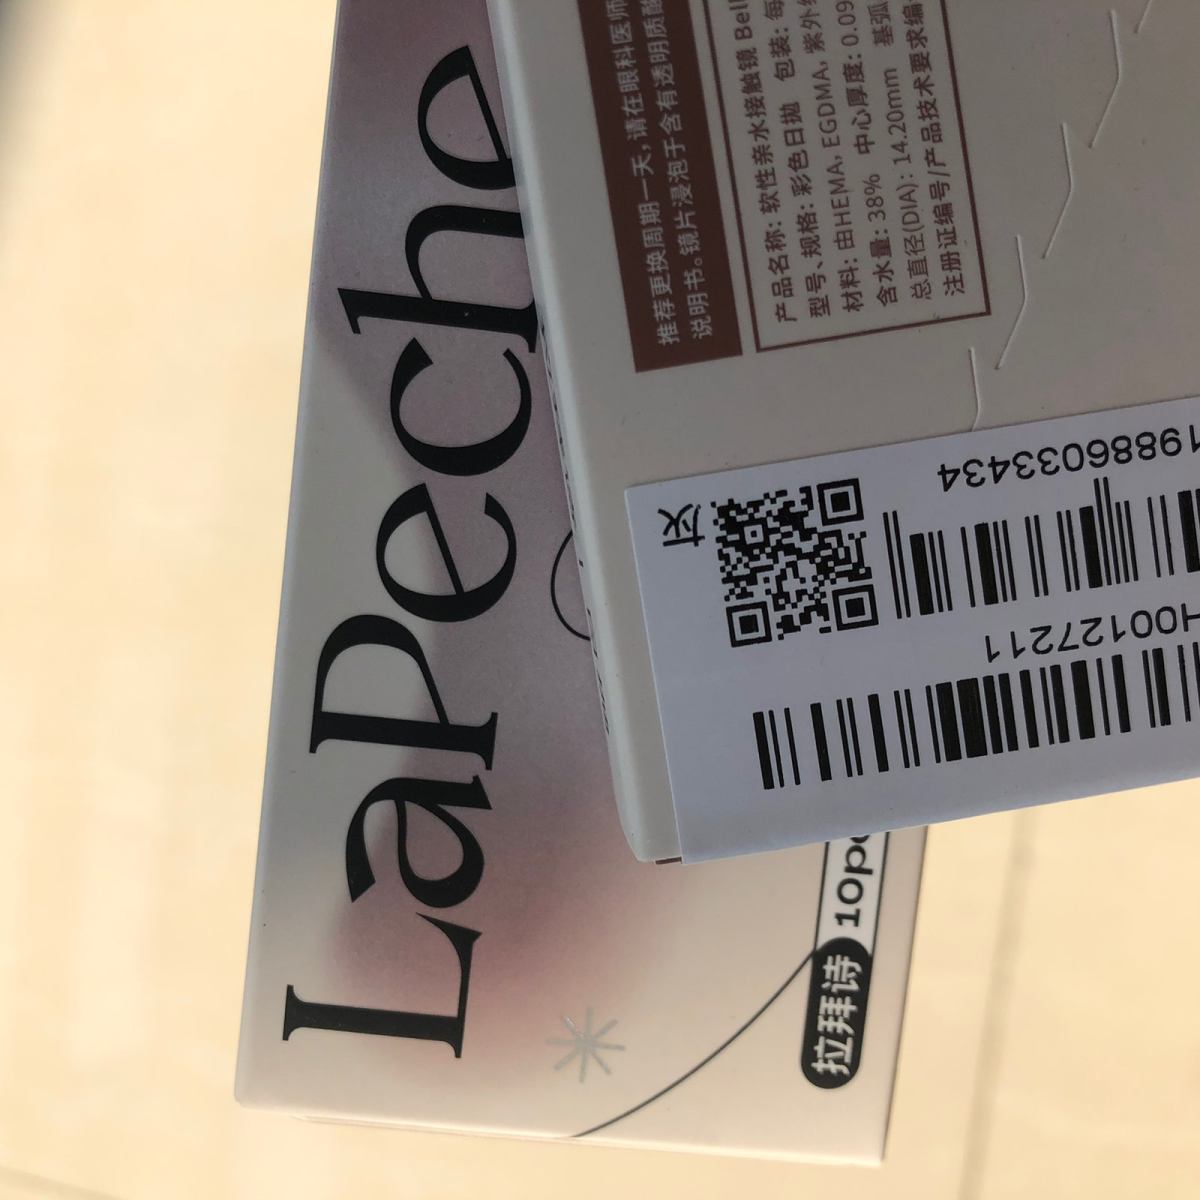 LaPeche
拉拜诗
推荐更换周期一天,请在眼科医师
说明书。镜片浸泡于含有透明质酸
产品名称: 软性亲水接触镜
型号、规格: 彩色日抛 包装: 每
材料: 由HEMA, EGDMA, 紫外
含水量: 38% 中心厚度: 0.09
总直径(DIA): 14.20mm 基弧
注册证编号/产品技术要求编
灰
19886033434
H00127211